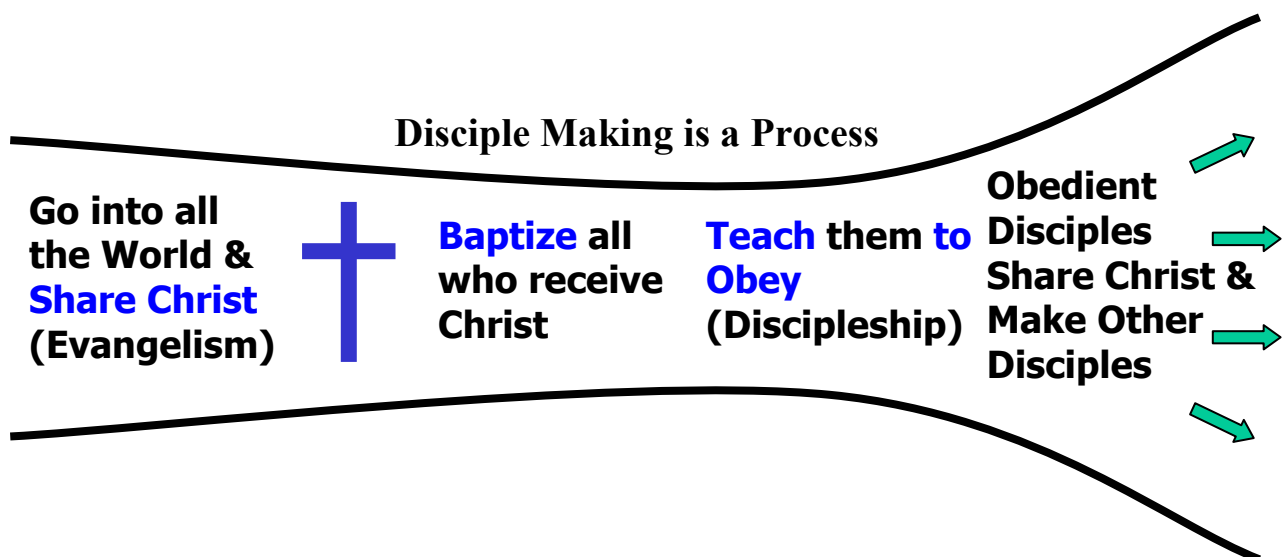 Disciple Making is a Process
Go into all
the World &
Share Christ
(Evangelism)
Baptize all
who receive
Christ
Teach them to
Obey
(Discipleship)
Obedient
Disciples
Share Christ &
Make Other
Disciples